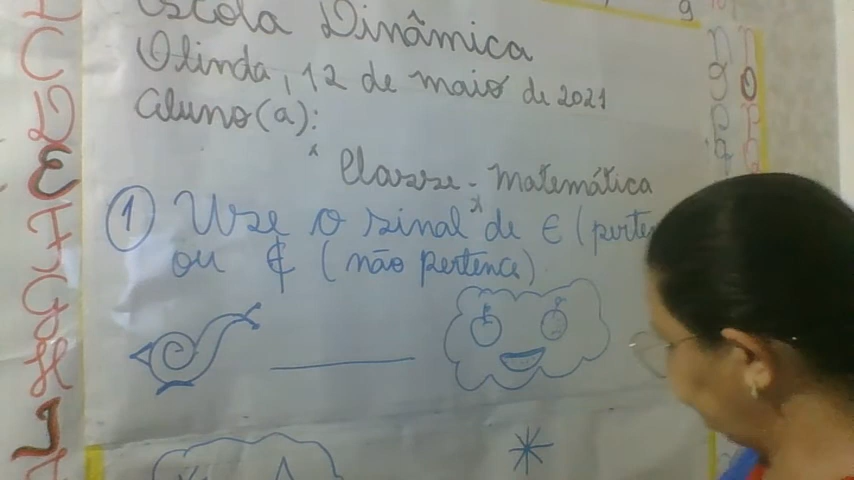 Escola Dinâmica
Olinda, 12 de maio de 2021
Aluno(a):
Classe - Matemática
① Use o sinal de ∈ (perten
ou ∉ (não pertence)